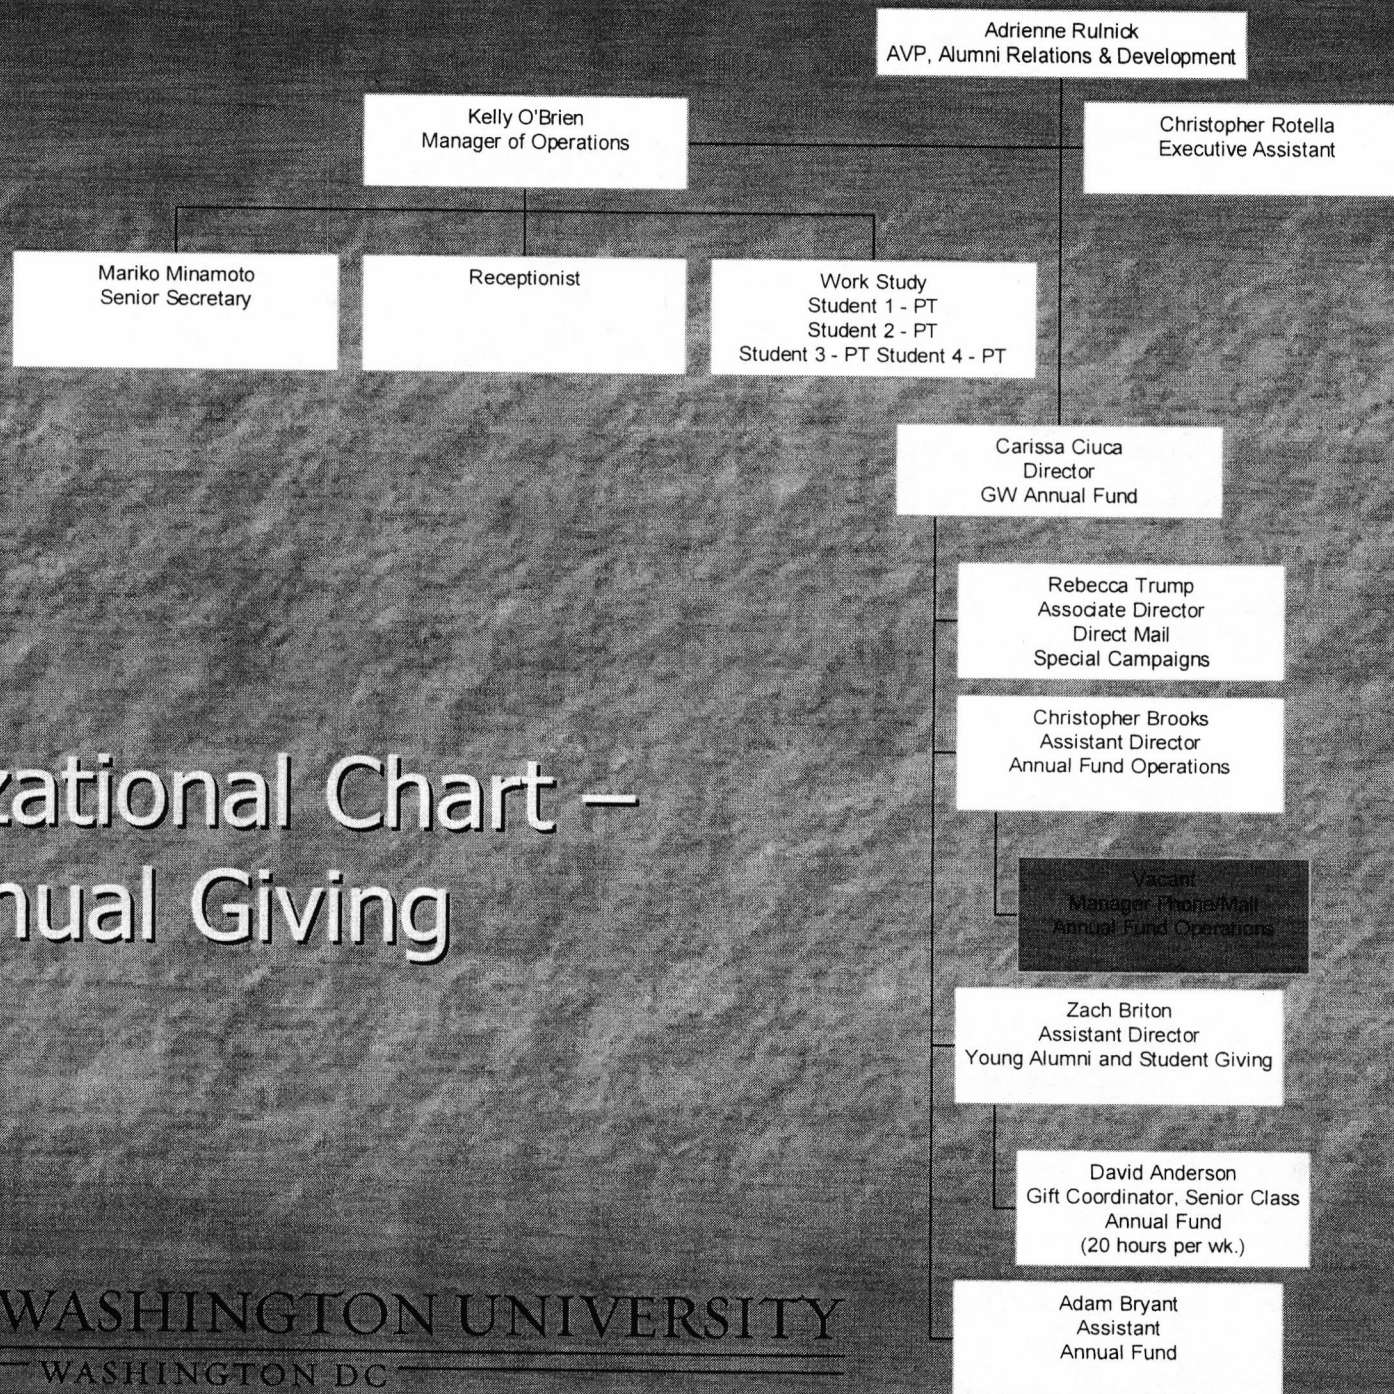 Adrienne Rulnick
AVP, Alumni Relations & Development
Kelly O'Brien
Manager of Operations
Christopher Rotella
Executive Assistant
Mariko Minamoto
Senior Secretary
Receptionist
Work Study
Student 1 - PT
Student 2 - PT
Student 3 - PT Student 4 - PT
Carissa Ciuca
Director
GW Annual Fund
Rebecca Trump
Associate Director
Direct Mail
Special Campaigns
Christopher Brooks
Assistant Director
Annual Fund Operations
zational Chart –
nual Giving
Vacant
Manager Phone/Mail
Annual Fund Operations
Zach Briton
Assistant Director
Young Alumni and Student Giving
David Anderson
Gift Coordinator, Senior Class
Annual Fund
(20 hours per wk.)
Adam Bryant
Assistant
Annual Fund
WASHINGTON UNIVERSITY
WASHINGTON DC